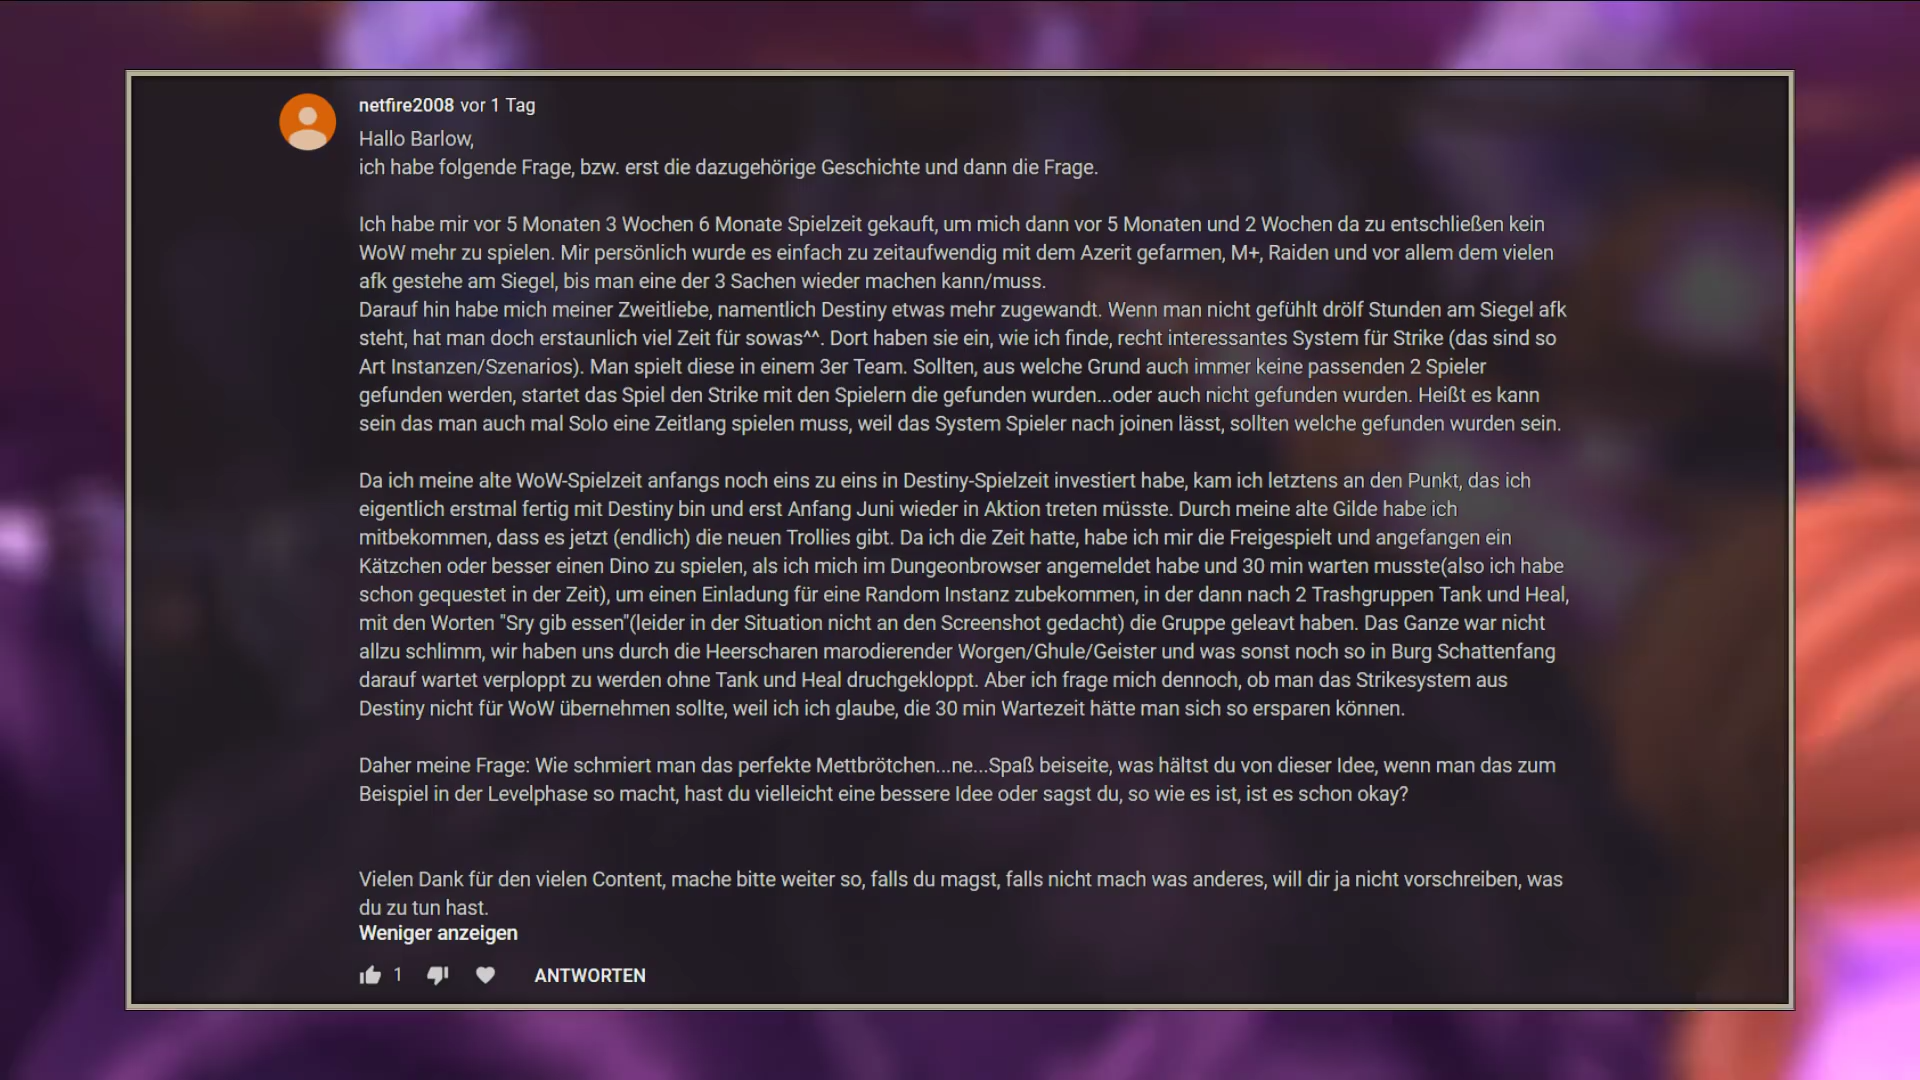 netfire2008 vor 1 Tag
Hallo Barlow,
ich habe folgende Frage, bzw. erst die dazugehörige Geschichte und dann die Frage.
Ich habe mir vor 5 Monaten 3 Wochen 6 Monate Spielzeit gekauft, um mich dann vor 5 Monaten und 2 Wochen da zu entschließen kein
WoW mehr zu spielen. Mir persönlich wurde es einfach zu zeitaufwendig mit dem Azerit gefarmen, M+, Raiden und vor allem dem vielen
afk gestehe am Siegel, bis man eine der 3 Sachen wieder machen kann/muss.
Darauf hin habe mich meiner Zweitliebe, namentlich Destiny etwas mehr zugewandt. Wenn man nicht gefühlt drölf Stunden am Siegel afk
steht, hat man doch erstaunlich viel Zeit für sowas^^. Dort haben sie ein, wie ich finde, recht interessantes System für Strike (das sind so
Art Instanzen/Szenarios). Man spielt diese in einem 3er Team. Sollten, aus welche Grund auch immer keine passenden 2 Spieler
gefunden werden, startet das Spiel den Strike mit den Spielern die gefunden wurden...oder auch nicht gefunden wurden. Heißt es kann
sein das man auch mal Solo eine Zeitlang spielen muss, weil das System Spieler nach joinen lässt, sollten welche gefunden wurden sein.
Da ich meine alte WoW-Spielzeit anfangs noch eins zu eins in Destiny-Spielzeit investiert habe, kam ich letztens an den Punkt, das ich
eigentlich erstmal fertig mit Destiny bin und erst Anfang Juni wieder in Aktion treten müsste. Durch meine alte Gilde habe ich
mitbekommen, dass es jetzt (endlich) die neuen Trollies gibt. Da ich die Zeit hatte, habe ich mir die Freigespielt und angefangen ein
Kätzchen oder besser einen Dino zu spielen, als ich mich im Dungeonbrowser angemeldet habe und 30 min warten musste(also ich habe
schon gequestet in der Zeit), um einen Einladung für eine Random Instanz zubekommen, in der dann nach 2 Trashgruppen Tank und Heal,
mit den Worten "Sry gib essen"(leider in der Situation nicht an den Screenshot gedacht) die Gruppe geleavt haben. Das Ganze war nicht
allzu schlimm, wir haben uns durch die Heerscharen marodierender Worgen/Ghule/Geister und was sonst noch so in Burg Schattenfang
darauf wartet verploppt zu werden ohne Tank und Heal druchgekloppt. Aber ich frage mich dennoch, ob man das Strikesystem aus
Destiny nicht für WoW übernehmen sollte, weil ich ich glaube, die 30 min Wartezeit hätte man sich so ersparen können.
Daher meine Frage: Wie schmiert man das perfekte Mettbrötchen...ne...Spaß beiseite, was hältst du von dieser Idee, wenn man das zum
Beispiel in der Levelphase so macht, hast du vielleicht eine bessere Idee oder sagst du, so wie es ist, ist es schon okay?
Vielen Dank für den vielen Content, mache bitte weiter so, falls du magst, falls nicht mach was anderes, will dir ja nicht vorschreiben, was
du zu tun hast.
Weniger anzeigen
1 ANTWORTEN